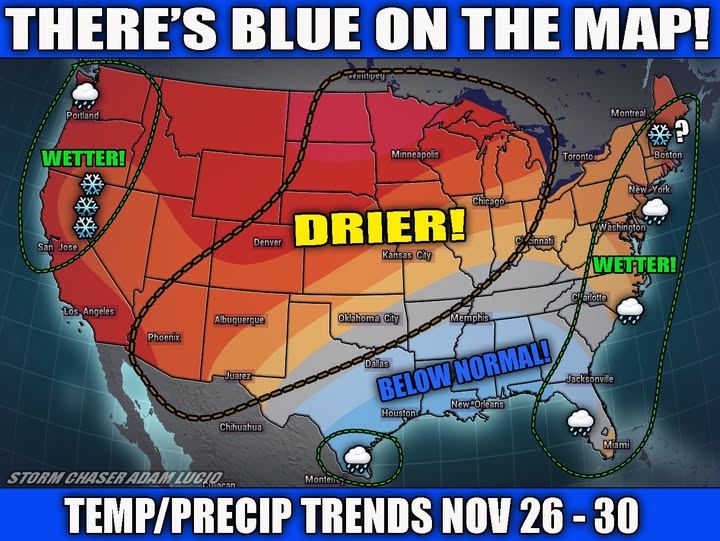 THERE'S BLUE ON THE MAP!
Winnipeg
Portland
Montreal
?
WETTER!
Minneapolis
Toronto
Boston
New York
Chicago
DRIER!
Washington
San Jose
Denver
Cincinnati
Kansas City
WETTER!
Charlotte
Los Angeles
Albuquerque
Oklahoma City
Memphis
Phoenix
BELOW NORMAL!
Dallas
Juarez
Jacksonville
New Orleans
Houston
Chihuahua
Miami
STORM CHASER ADAM LUCIO
TEMP/PRECIP TRENDS NOV 26 - 30